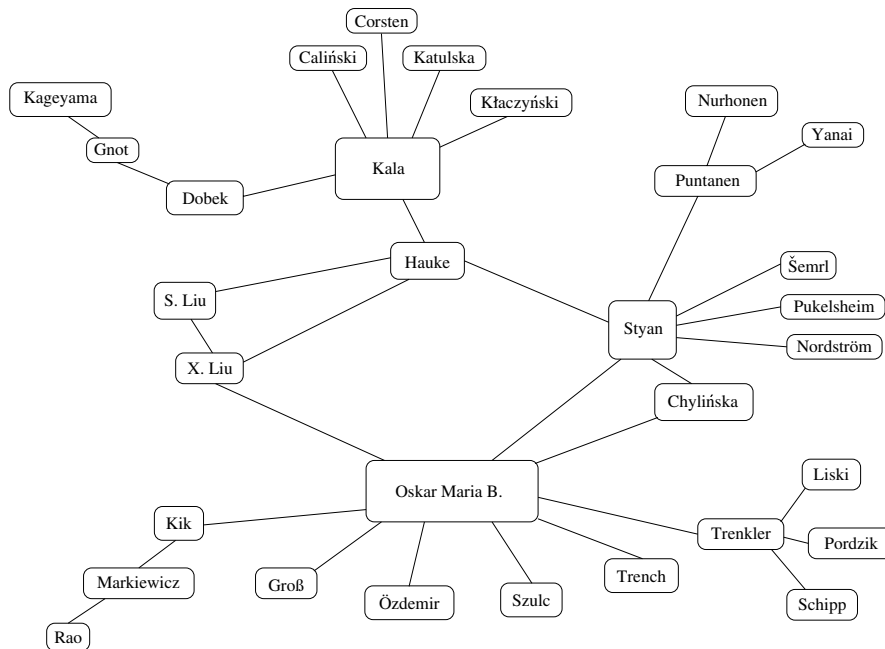 Corsten
Caliński
Katulska
Kageyama
Kłaczyński
Nurhonen
Gnot
Yanai
Kala
Puntanen
Dobek
Hauke
Šemrl
S. Liu
Pukelsheim
Styan
Nordström
X. Liu
Chylińska
Liski
Oskar Maria B.
Kik
Trenkler
Pordzik
Markiewicz
Groß
Trench
Özdemir
Szulc
Schipp
Rao